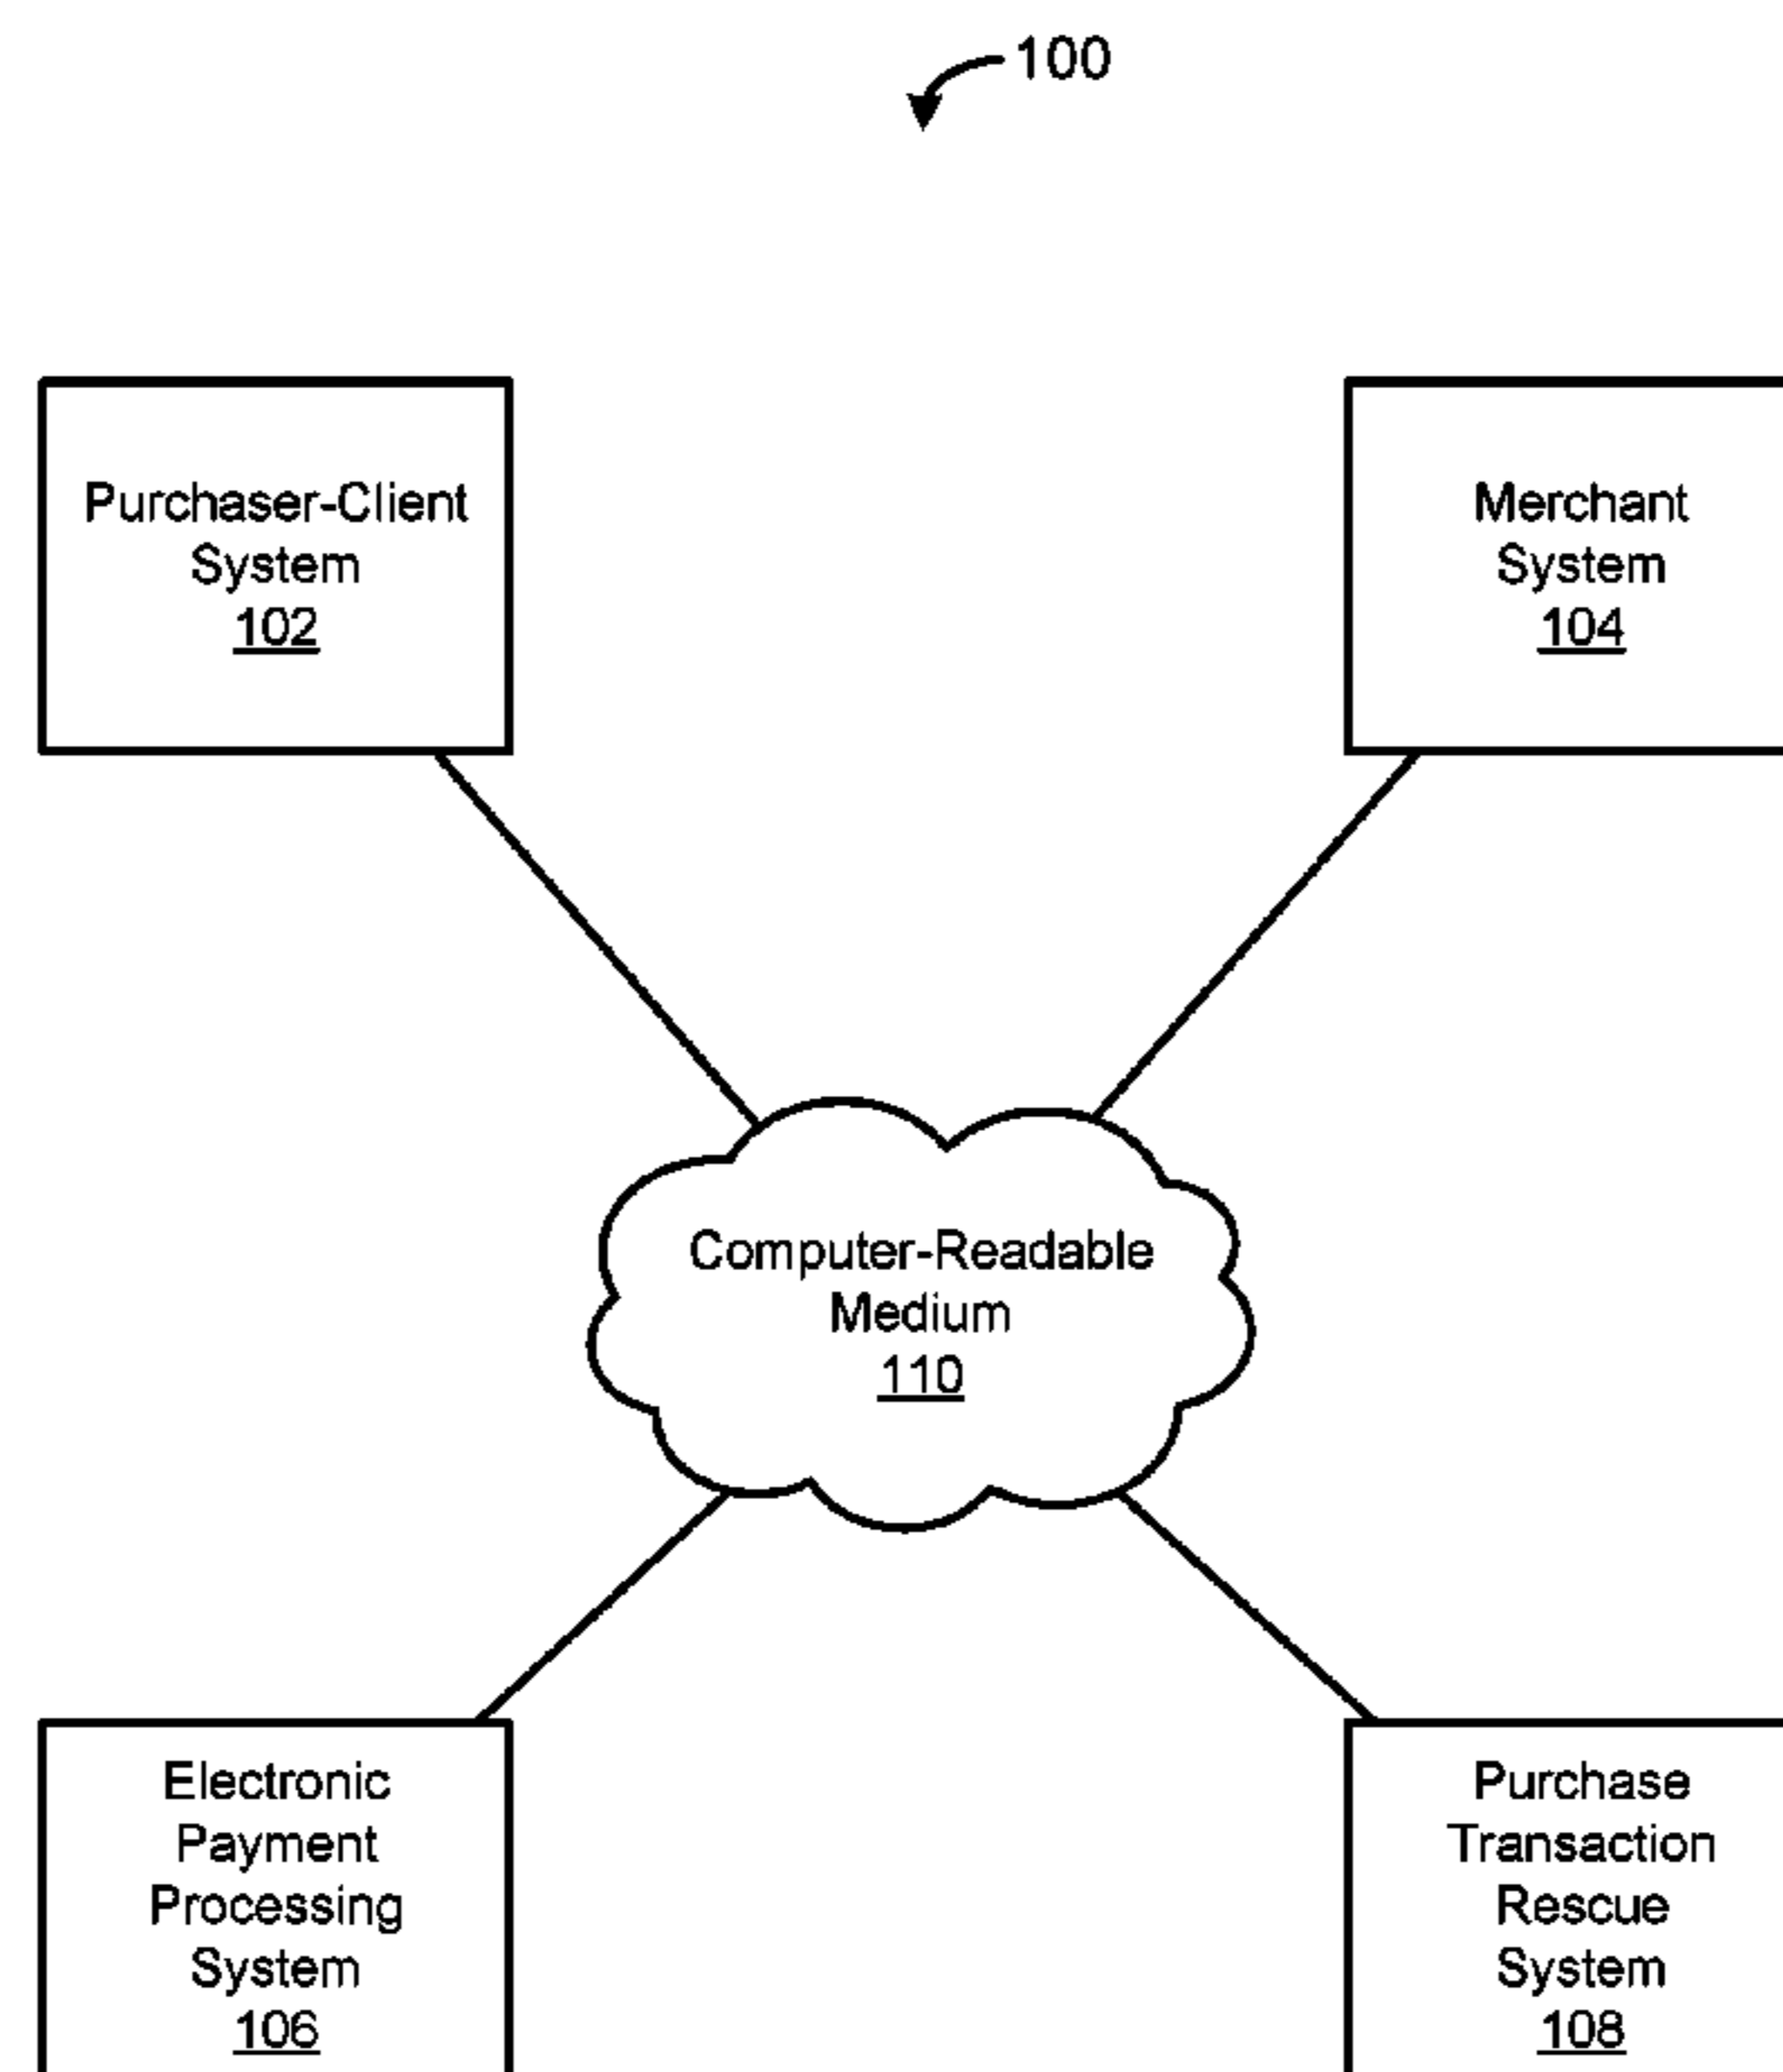 100
Purchaser-Client
System
102
Merchant
System
104
Computer-Readable
Medium
110
Electronic
Payment
Processing
System
106
Purchase
Transaction
Rescue
System
108